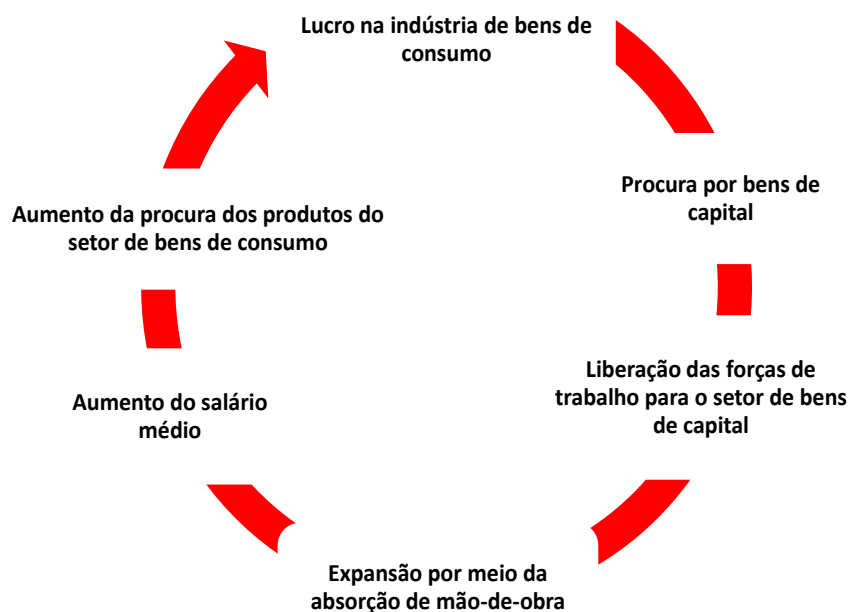 Lucro na indústria de bens de
consumo
Procura por bens de
capital
Liberação das forças de
trabalho para o setor de bens
de capital
Expansão por meio da
absorção de mão-de-obra
Aumento do salário
médio
Aumento da procura dos produtos do
setor de bens de consumo